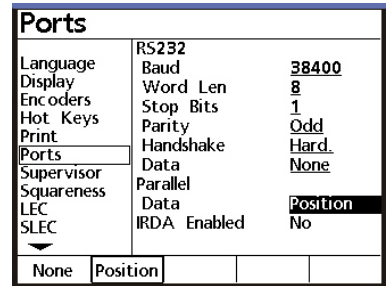 Ports
Language
Display
Encoders
Hot Keys
Print
Ports
Supervisor
Squareness
LEC
SLEC
RS232
Baud 38400
Word Len 8
Stop Bits 1
Parity Odd
Handshake Hard.
Data None
Parallel
Data Position
IRDA Enabled No
None Position